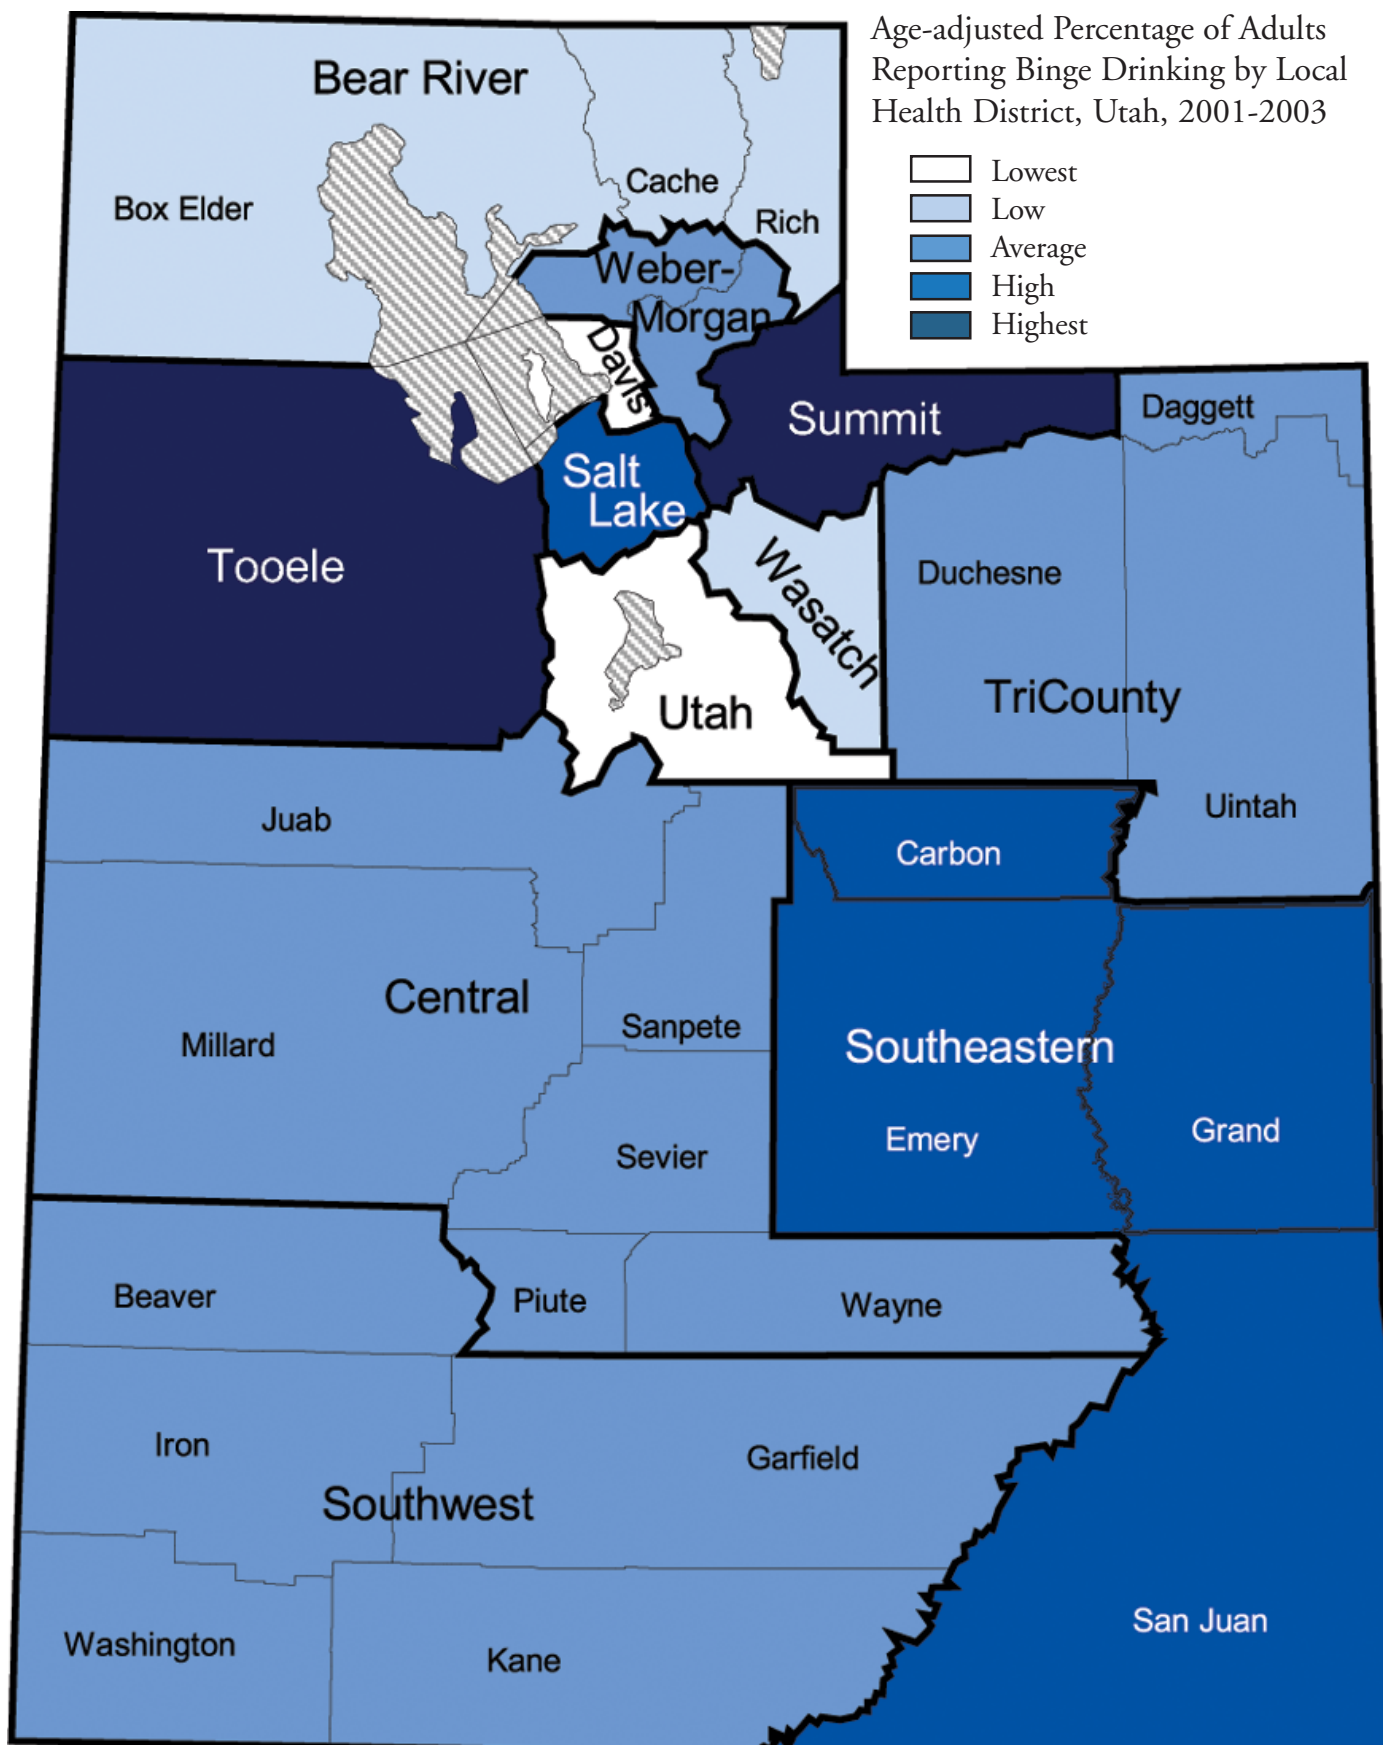 Age-adjusted Percentage of Adults
Reporting Binge Drinking by Local
Health District, Utah, 2001-2003
Lowest
Low
Average
High
Highest
Bear River
Box Elder
Cache
Rich
Weber-
Morgan
Davis
Summit
Daggett
Salt
Lake
Tooele
Wasatch
Duchesne
TriCounty
Utah
Uintah
Juab
Carbon
Central
Sanpete
Millard
Southeastern
Emery
Grand
Sevier
Beaver
Piute
Wayne
Iron
Garfield
Southwest
San Juan
Washington
Kane